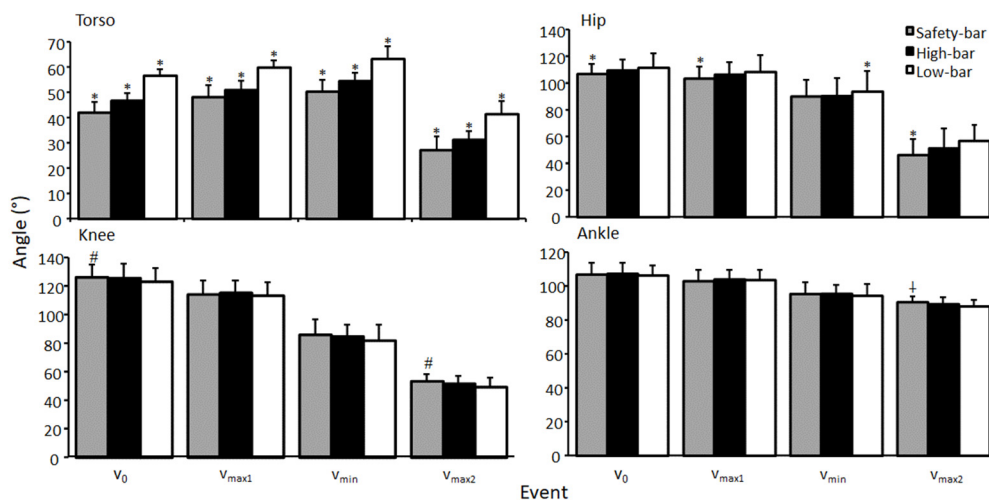 Torso
70
60
50
40
30
20
10
0
* * * * * * * * * * * *
Hip
140
120
100
80
60
40
20
0
* * * *
Safety-bar
High-bar
Low-bar
Angle (°)
Knee
140
120
100
80
60
40
20
0
# #
v0 vmax1 vmin vmax2
Ankle
120
100
80
60
40
20
0
‡
v0 vmax1 vmin vmax2
Event